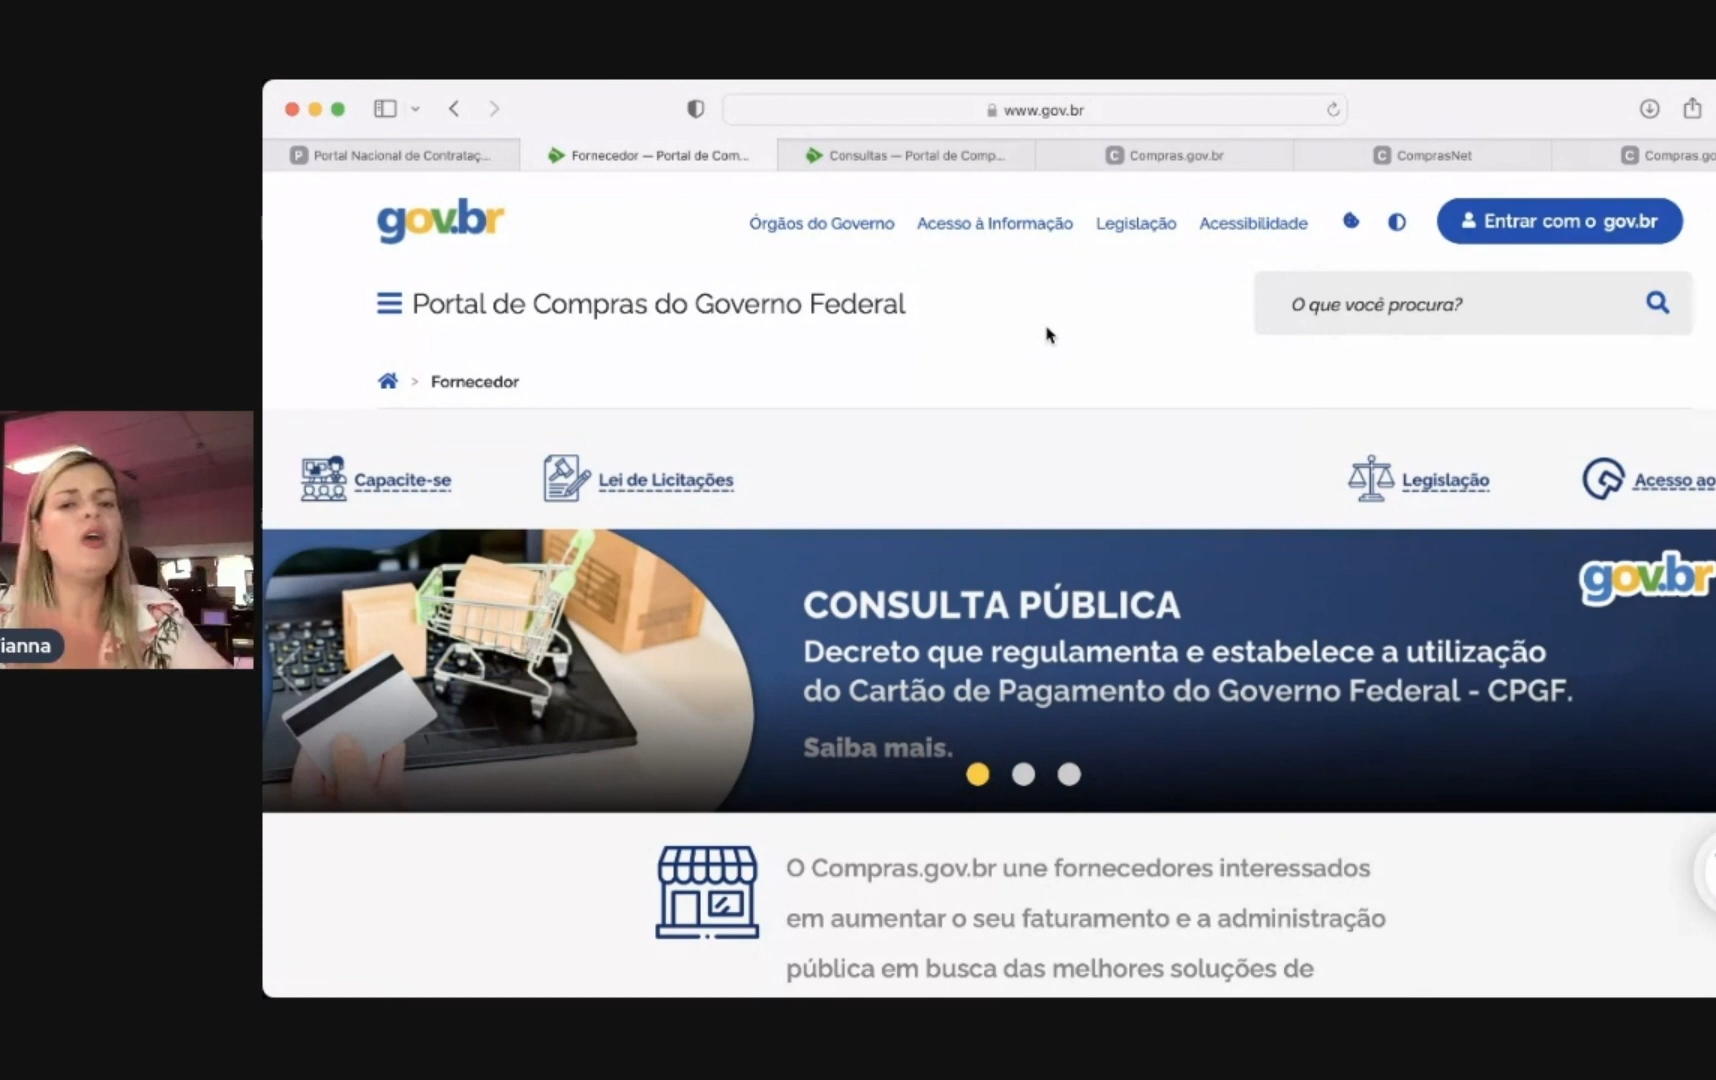 www.gov.br
Portal Nacional de Contrataç...
Fornecedor — Portal de Com...
Consultas — Portal de Comp...
Compras.gov.br
ComprasNet
Compras.go
gov.br
Órgãos do Governo
Acesso à Informação
Legislação
Acessibilidade
Entrar com o gov.br
Portal de Compras do Governo Federal
O que você procura?
> Fornecedor
Capacite-se
Lei de Licitações
Legislação
Acesso ao
gov.br
CONSULTA PÚBLICA
Decreto que regulamenta e estabelece a utilização
do Cartão de Pagamento do Governo Federal - CPGF.
Saiba mais.
ianna
O Compras.gov.br une fornecedores interessados
em aumentar o seu faturamento e a administração
pública em busca das melhores soluções de